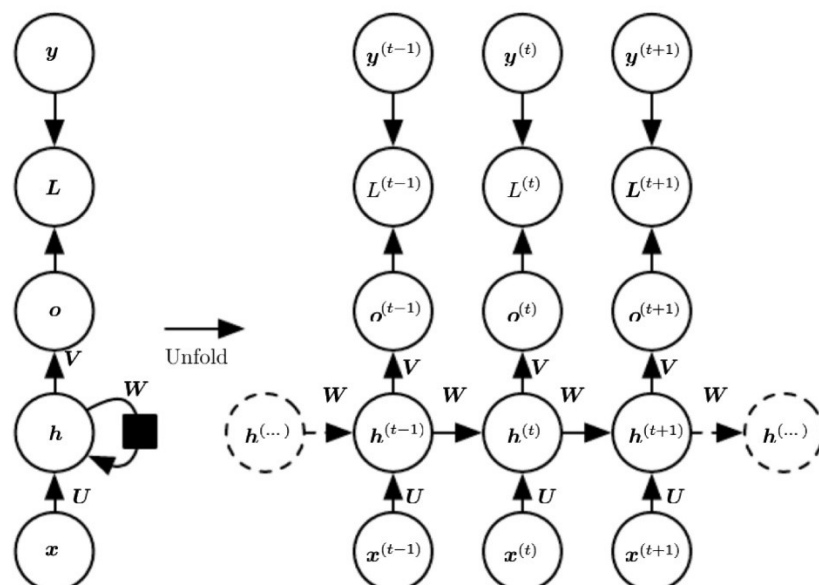 y y^{(t−1)} y^{(t)} y^{(t+1)}
L L^{(t−1)} L^{(t)} L^{(t+1)}
o o^{(t−1)} o^{(t)} o^{(t+1)}
Unfold
V V V V
W W W W W
h h^{(...)} h^{(t−1)} h^{(t)} h^{(t+1)} h^{(...)}
U U U U
x x^{(t−1)} x^{(t)} x^{(t+1)}